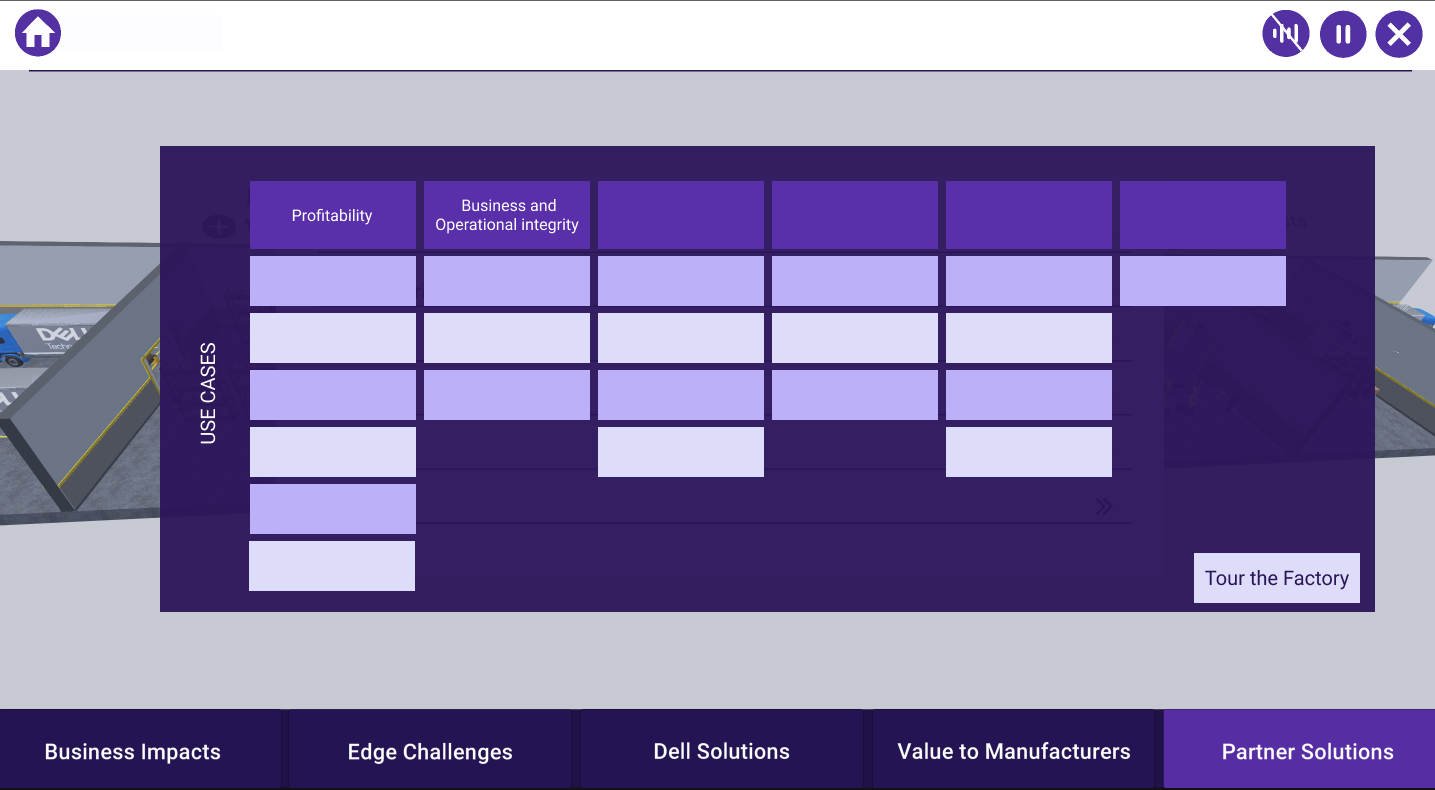 Profitability
Business and
Operational integrity
USE CASES
DELL
Tour the Factory
Business Impacts
Edge Challenges
Dell Solutions
Value to Manufacturers
Partner Solutions